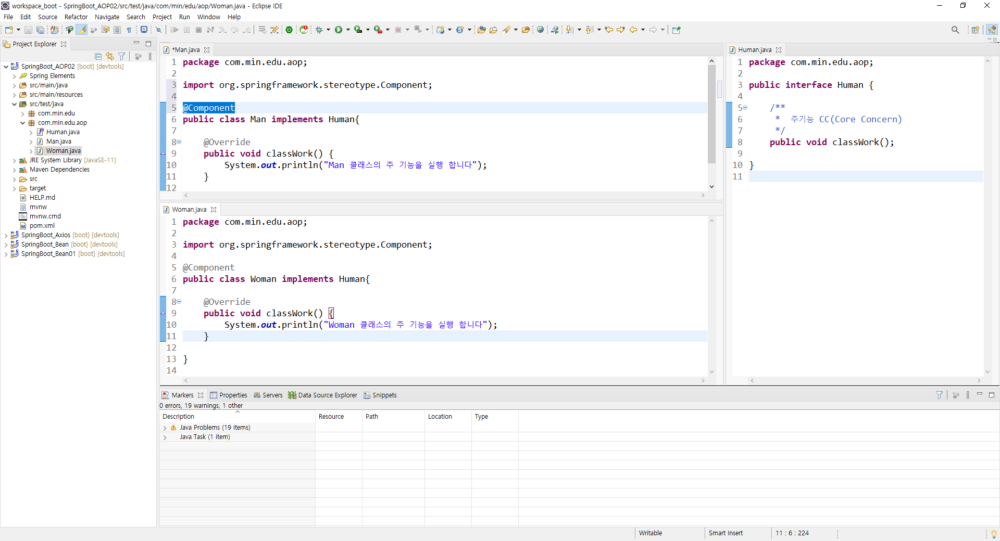 workspace_boot - SpringBoot_AOP02/src/test/java/com/min/edu/aop/Woman.java - Eclipse IDE
File Edit Source Refactor Navigate Search Project Run Window Help
Project Explorer
SpringBoot_AOP02 [boot] [devtools]
Spring Elements
src/main/java
src/main/resources
src/test/java
com.min.edu
com.min.edu.aop
Human.java
Man.java
Woman.java
JRE System Library [JavaSE-11]
Maven Dependencies
src
target
HELP.md
mvnw
mvnw.cmd
pom.xml
SpringBoot_Axios [boot] [devtools]
SpringBoot_Bean [boot] [devtools]
SpringBoot_Bean01 [boot] [devtools]
*Man.java
1 package com.min.edu.aop;
2
3 import org.springframework.stereotype.Component;
4
5 @Component
6 public class Man implements Human{
7
8 @Override
9 public void classWork() {
10 System.out.println("Man 클래스의 주 기능을 실행 합니다");
11 }
12
Woman.java
1 package com.min.edu.aop;
2
3 import org.springframework.stereotype.Component;
4
5 @Component
6 public class Woman implements Human{
7
8 @Override
9 public void classWork() {
10 System.out.println("Woman 클래스의 주 기능을 실행 합니다");
11 }
12
13 }
14
Human.java
1 package com.min.edu.aop;
2
3 public interface Human {
4
5 /**
6 * 주기능 CC(Core Concern)
7 */
8 public void classWork();
9
10 }
11
Markers Properties Servers Data Source Explorer Snippets
0 errors, 19 warnings, 1 other
Description Resource Path Location Type
Java Problems (19 items)
Java Task (1 item)
Writable Smart Insert 11 : 6 : 224